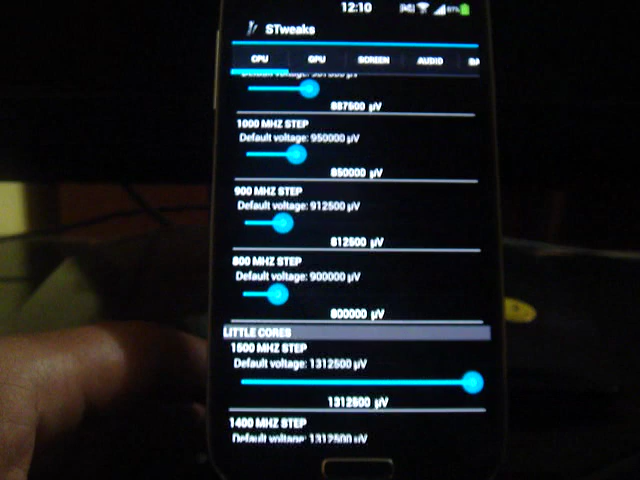 12:10 67%
STweaks
CPU GPU SCREEN AUDIO
887500 µV
1000 MHZ STEP
Default voltage: 950000 µV
850000 µV
900 MHZ STEP
Default voltage: 912500 µV
812500 µV
800 MHZ STEP
Default voltage: 900000 µV
800000 µV
LITTLE CORES
1500 MHZ STEP
Default voltage: 1312500 µV
1312500 µV
1400 MHZ STEP
Default voltage: 1312500 µV